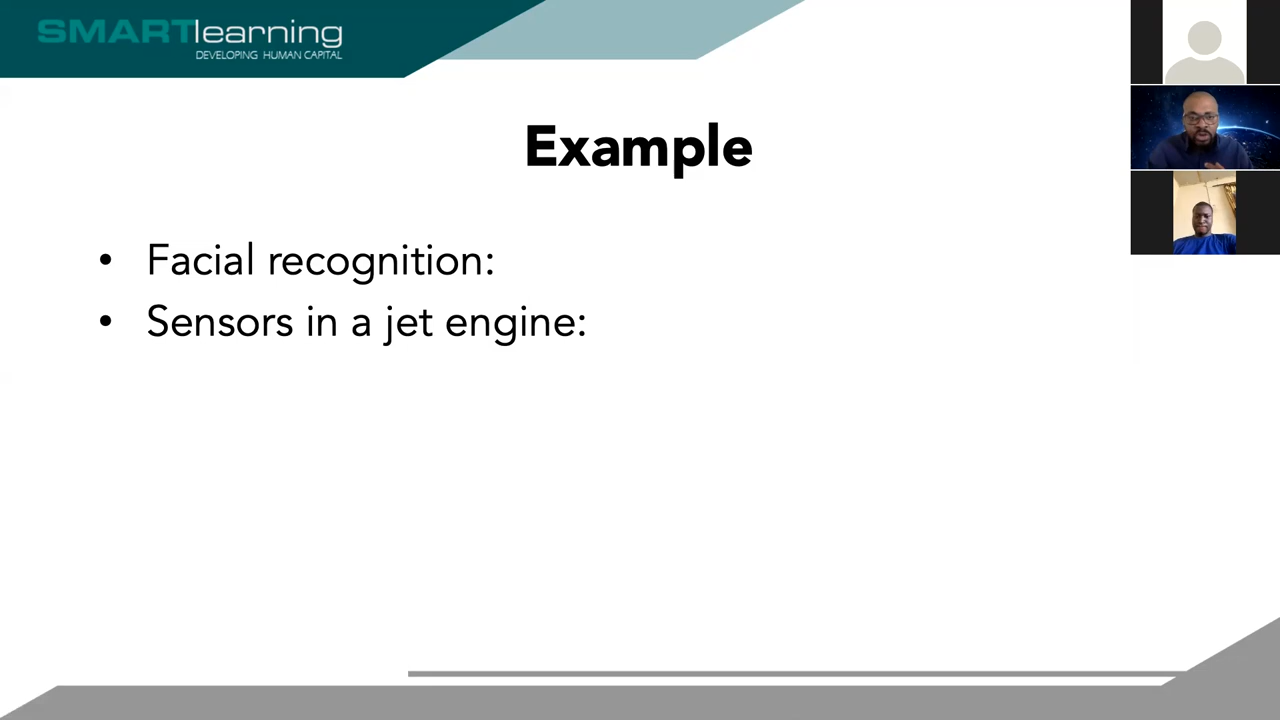 SMARTlearning
DEVELOPING HUMAN CAPITAL
Example
• Facial recognition:
• Sensors in a jet engine: